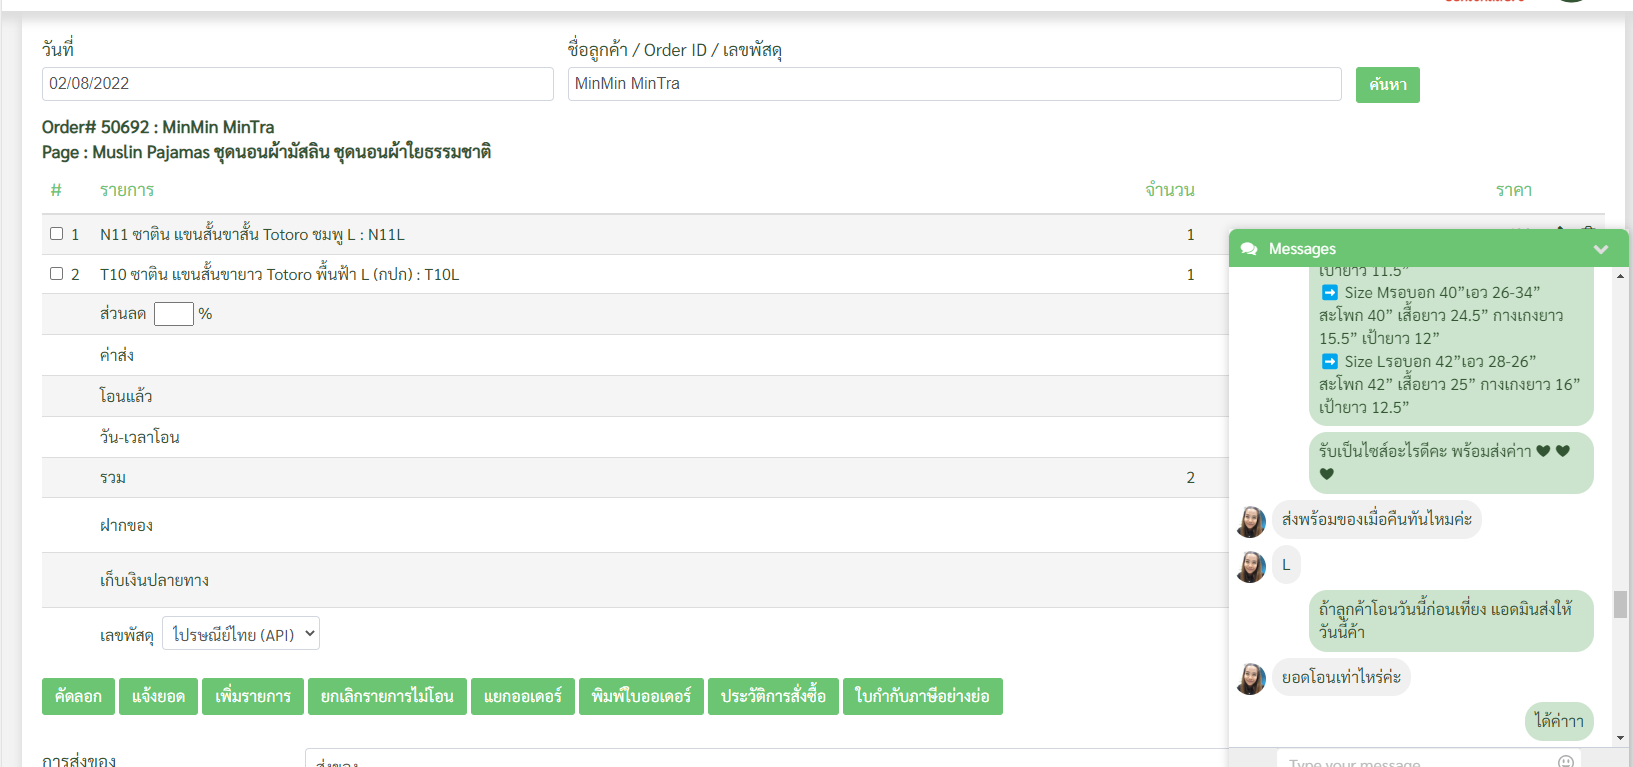 วันที่
ชื่อลูกค้า / Order ID / เลขพัสดุ
02/08/2022
MinMin MinTra
ค้นหา
Order# 50692 : MinMin MinTra
Page : Muslin Pajamas ชุดนอนผ้ามัสลิน ชุดนอนผ้าใยธรรมชาติ
# รายการ จำนวน ราคา
1 N11 ซาติน แขนสั้นขาสั้น Totoro ชมพู L : N11L 1
2 T10 ซาติน แขนสั้นขายาว Totoro พื้นฟ้า L (กปก) : T10L 1
ส่วนลด %
ค่าส่ง
โอนแล้ว
วัน-เวลาโอน
รวม 2
ฝากของ
เก็บเงินปลายทาง
เลขพัสดุ ไปรษณีย์ไทย (API)
คัดลอก แจ้งยอด เพิ่มรายการ ยกเลิกรายการไม่โอน แยกออเดอร์ พิมพ์ใบออเดอร์ ประวัติการสั่งซื้อ ใบกำกับภาษีอย่างย่อ
การส่งของ
ส่งของ
Messages
เป้ายาว 11.5”
➡ Size Mรอบอก 40”เอว 26-34”
สะโพก 40” เสื้อยาว 24.5” กางเกงยาว
15.5” เป้ายาว 12”
➡ Size Lรอบอก 42”เอว 28-26”
สะโพก 42” เสื้อยาว 25” กางเกงยาว 16”
เป้ายาว 12.5”
รับเป็นไซส์อะไรดีคะ พร้อมส่งค่าา ♥ ♥
♥
ส่งพร้อมของเมื่อคืนทันไหมค่ะ
L
ถ้าลูกค้าโอนวันนี้ก่อนเที่ยง แอดมินส่งให้
วันนี้ค้า
ยอดโอนเท่าไหร่ค่ะ
ได้ค่าาา
Type your message